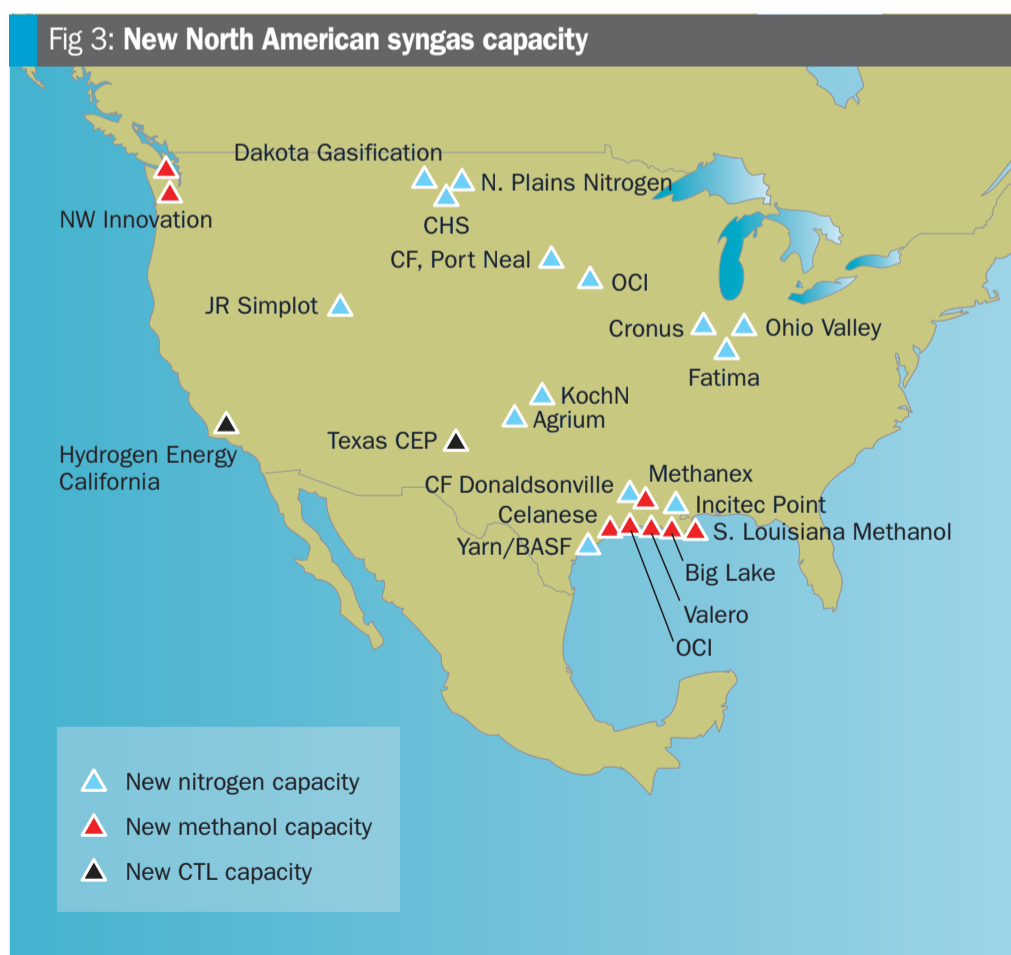 Fig 3: New North American syngas capacity
Dakota Gasification
N. Plains Nitrogen
NW Innovation
CHS
CF, Port Neal
OCI
JR Simplot
Cronus
Ohio Valley
Fatima
KochN
Agrium
Texas CEP
Hydrogen Energy
California
Methanex
CF Donaldsonville
Incitec Point
Celanese
S. Louisiana Methanol
Yarn/BASF
Big Lake
Valero
OCI
New nitrogen capacity
New methanol capacity
New CTL capacity